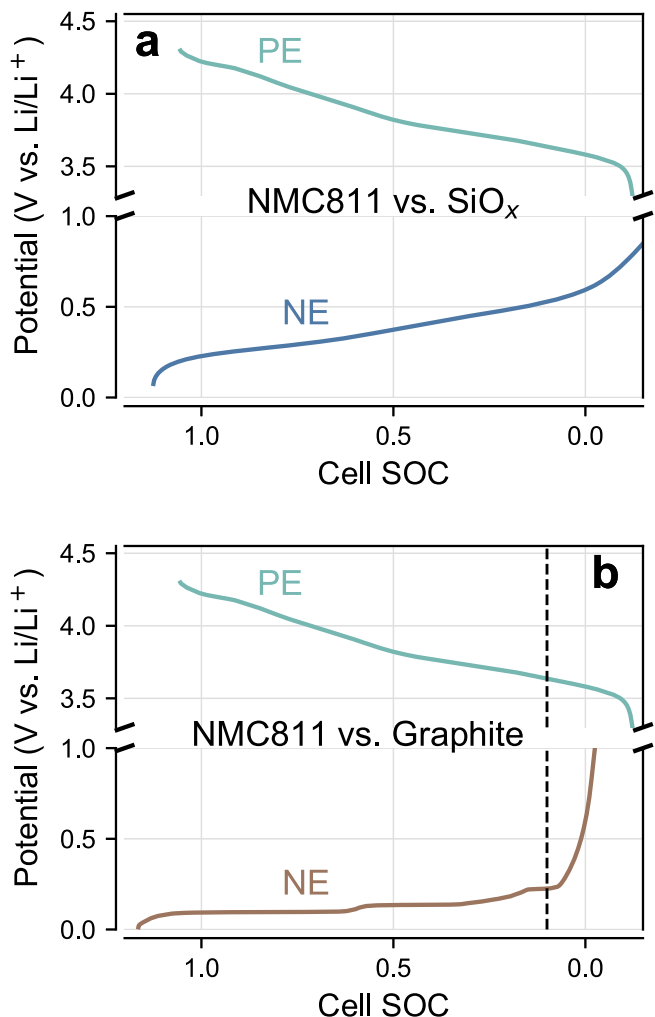 a
PE
4.5
4.0
3.5
NMC811 vs. SiOₓ
1.0
0.5
0.0
NE
Potential (V vs. Li/Li⁺ )
1.0 0.5 0.0
Cell SOC
b
PE
4.5
4.0
3.5
NMC811 vs. Graphite
1.0
0.5
0.0
NE
Potential (V vs. Li/Li⁺ )
1.0 0.5 0.0
Cell SOC